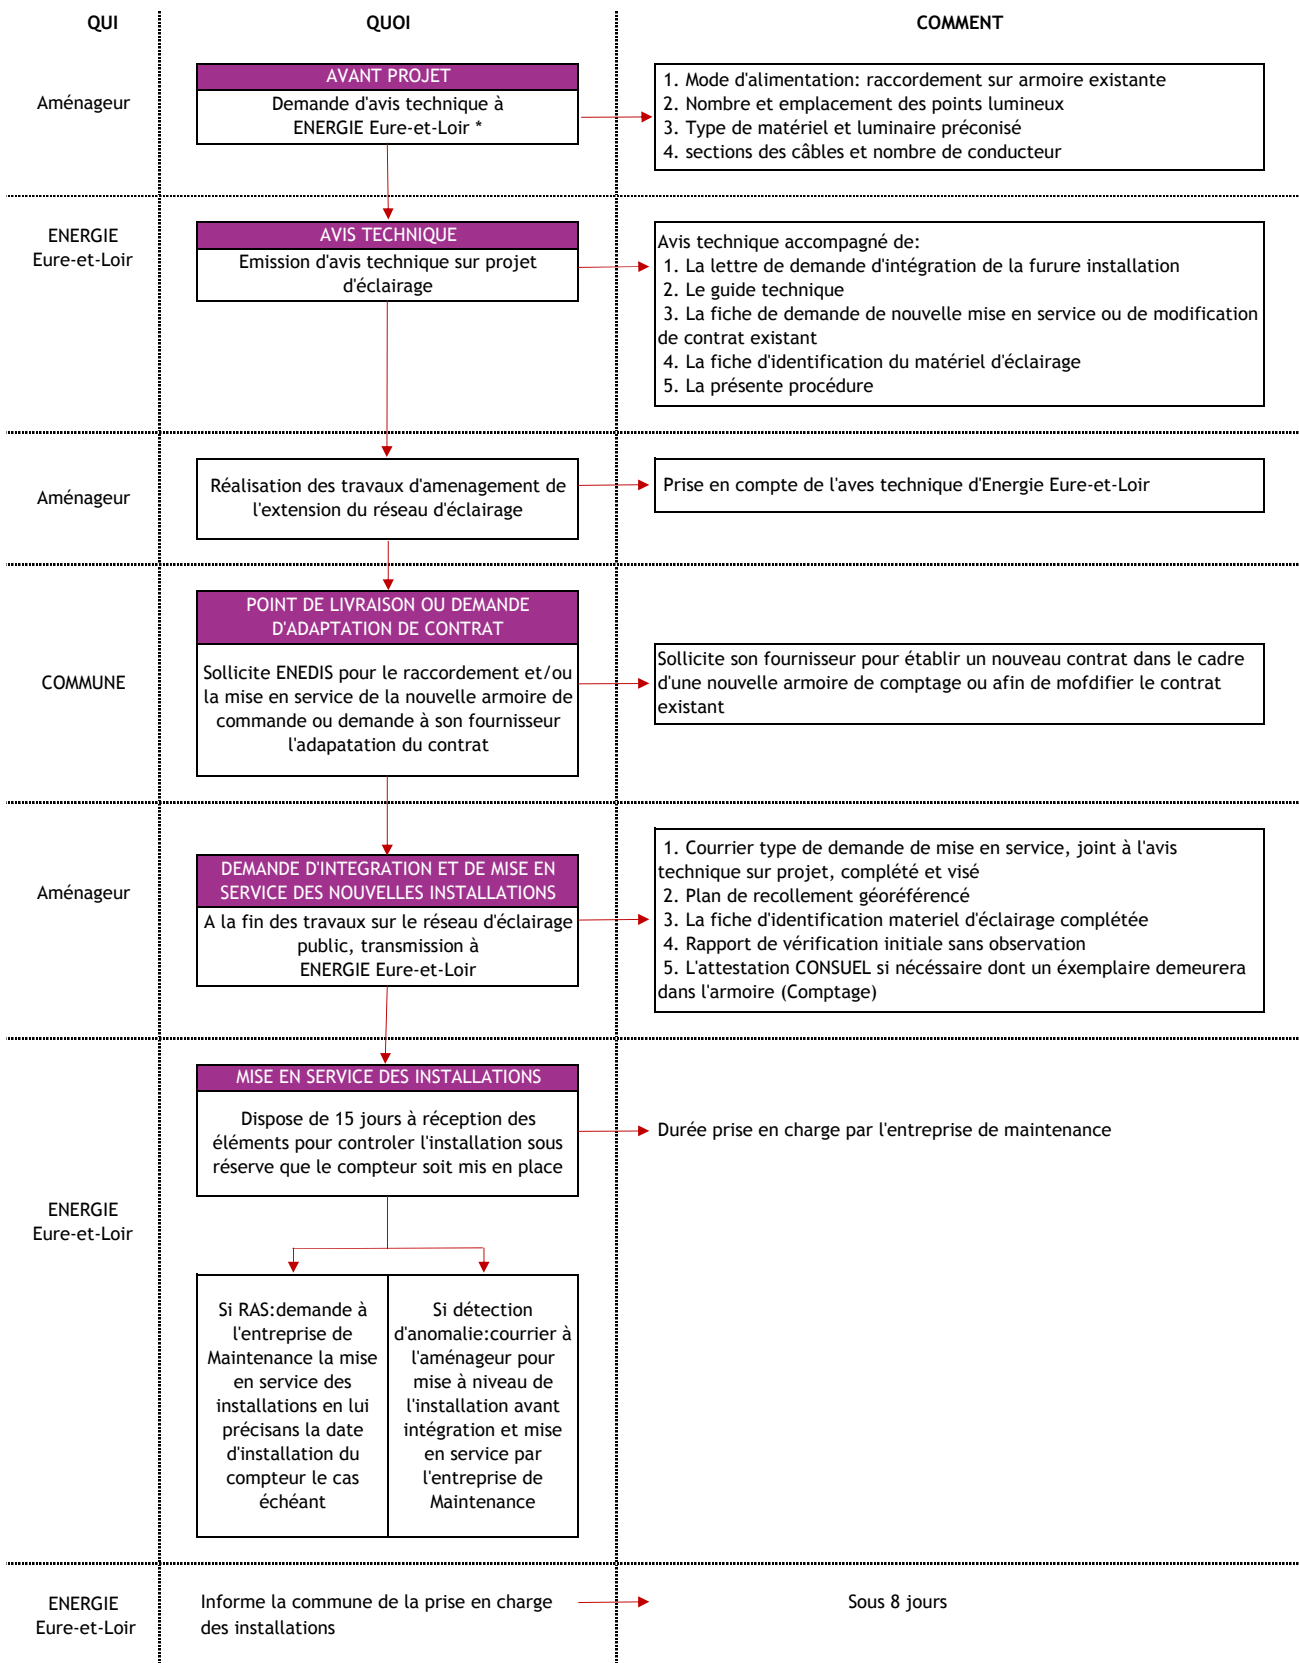 QUI
QUOI
COMMENT
Aménageur
AVANT PROJET
Demande d'avis technique à
ENERGIE Eure-et-Loir *
1. Mode d'alimentation: raccordement sur armoire existante
2. Nombre et emplacement des points lumineux
3. Type de matériel et luminaire préconisé
4. sections des câbles et nombre de conducteur
ENERGIE
Eure-et-Loir
AVIS TECHNIQUE
Emission d'avis technique sur projet
d'éclairage
Avis technique accompagné de:
1. La lettre de demande d'intégration de la furure installation
2. Le guide technique
3. La fiche de demande de nouvelle mise en service ou de modification
de contrat existant
4. La fiche d'identification du matériel d'éclairage
5. La présente procédure
Aménageur
Réalisation des travaux d'amenagement de
l'extension du réseau d'éclairage
Prise en compte de l'aves technique d'Energie Eure-et-Loir
COMMUNE
POINT DE LIVRAISON OU DEMANDE
D'ADAPTATION DE CONTRAT
Sollicite ENEDIS pour le raccordement et/ou
la mise en service de la nouvelle armoire de
commande ou demande à son fournisseur
l'adapatation du contrat
Sollicite son fournisseur pour établir un nouveau contrat dans le cadre
d'une nouvelle armoire de comptage ou afin de mofdifier le contrat
existant
Aménageur
DEMANDE D'INTEGRATION ET DE MISE EN
SERVICE DES NOUVELLES INSTALLATIONS
A la fin des travaux sur le réseau d'éclairage
public, transmission à
ENERGIE Eure-et-Loir
1. Courrier type de demande de mise en service, joint à l'avis
technique sur projet, complété et visé
2. Plan de recollement géoréférencé
3. La fiche d'identification materiel d'éclairage complétée
4. Rapport de vérification initiale sans observation
5. L'attestation CONSUEL si nécéssaire dont un éxemplaire demeurera
dans l'armoire (Comptage)
ENERGIE
Eure-et-Loir
MISE EN SERVICE DES INSTALLATIONS
Dispose de 15 jours à réception des
éléments pour controler l'installation sous
réserve que le compteur soit mis en place
Durée prise en charge par l'entreprise de maintenance
Si RAS:demande à
l'entreprise de
Maintenance la mise
en service des
installations en lui
précisans la date
d'installation du
compteur le cas
échéant
Si détection
d'anomalie:courrier à
l'aménageur pour
mise à niveau de
l'installation avant
intégration et mise
en service par
l'entreprise de
Maintenance
ENERGIE
Eure-et-Loir
Informe la commune de la prise en charge
des installations
Sous 8 jours